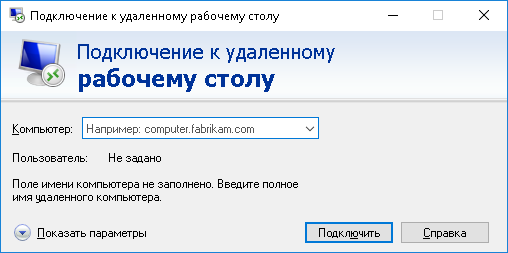 Подключение к удаленному рабочему столу
Подключение к удаленному
рабочему столу
Компьютер:
Например: computer.fabrikam.com
Пользователь: Не задано
Поле имени компьютера не заполнено. Введите полное
имя удаленного компьютера.
Показать параметры
Подключить
Справка